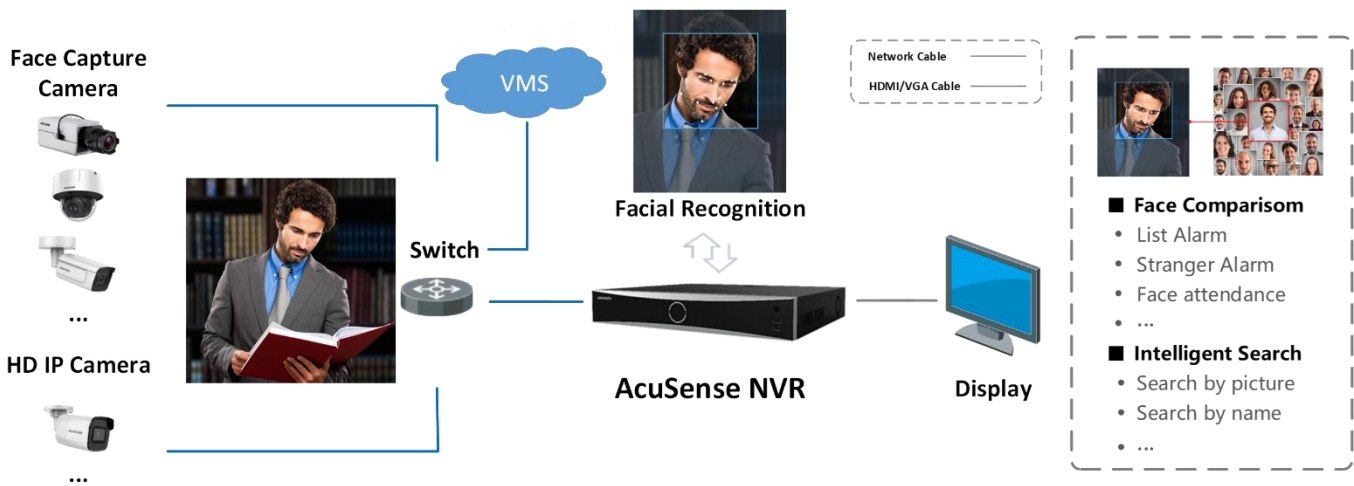 Face Capture
Camera
...
HD IP Camera
...
Switch
VMS
Facial Recognition
AcuSense NVR
Display
Network Cable
HDMI/VGA Cable
■ Face Comparisom
• List Alarm
• Stranger Alarm
• Face attendance
• ...
■ Intelligent Search
• Search by picture
• Search by name
• ...